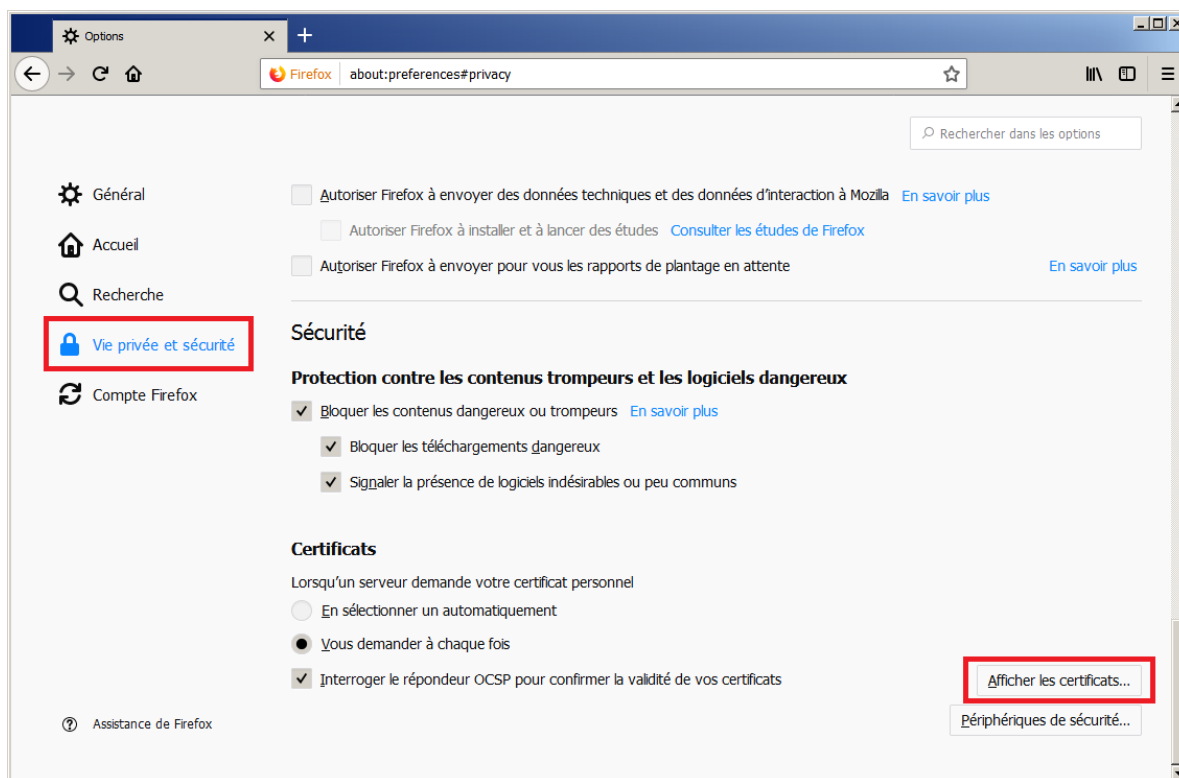 Options
Firefox about:preferences#privacy
Rechercher dans les options
Général
Accueil
Recherche
Vie privée et sécurité
Compte Firefox
Assistance de Firefox
Autoriser Firefox à envoyer des données techniques et des données d'interaction à Mozilla En savoir plus
Autoriser Firefox à installer et à lancer des études Consulter les études de Firefox
Autoriser Firefox à envoyer pour vous les rapports de plantage en attente En savoir plus
Sécurité
Protection contre les contenus trompeurs et les logiciels dangereux
Bloquer les contenus dangereux ou trompeurs En savoir plus
Bloquer les téléchargements dangereux
Signaler la présence de logiciels indésirables ou peu communs
Certificats
Lorsqu'un serveur demande votre certificat personnel
En sélectionner un automatiquement
Vous demander à chaque fois
Interroger le répondeur OCSP pour confirmer la validité de vos certificats
Afficher les certificats...
Périphériques de sécurité...